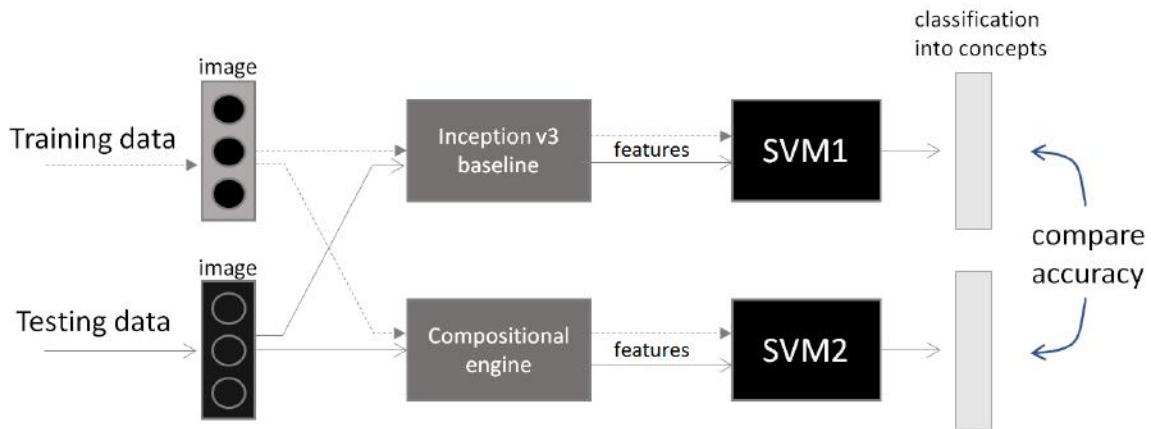 classification
into concepts
image
Training data
Inception v3
baseline
features
SVM1
compare
accuracy
image
Testing data
Compositional
engine
features
SVM2